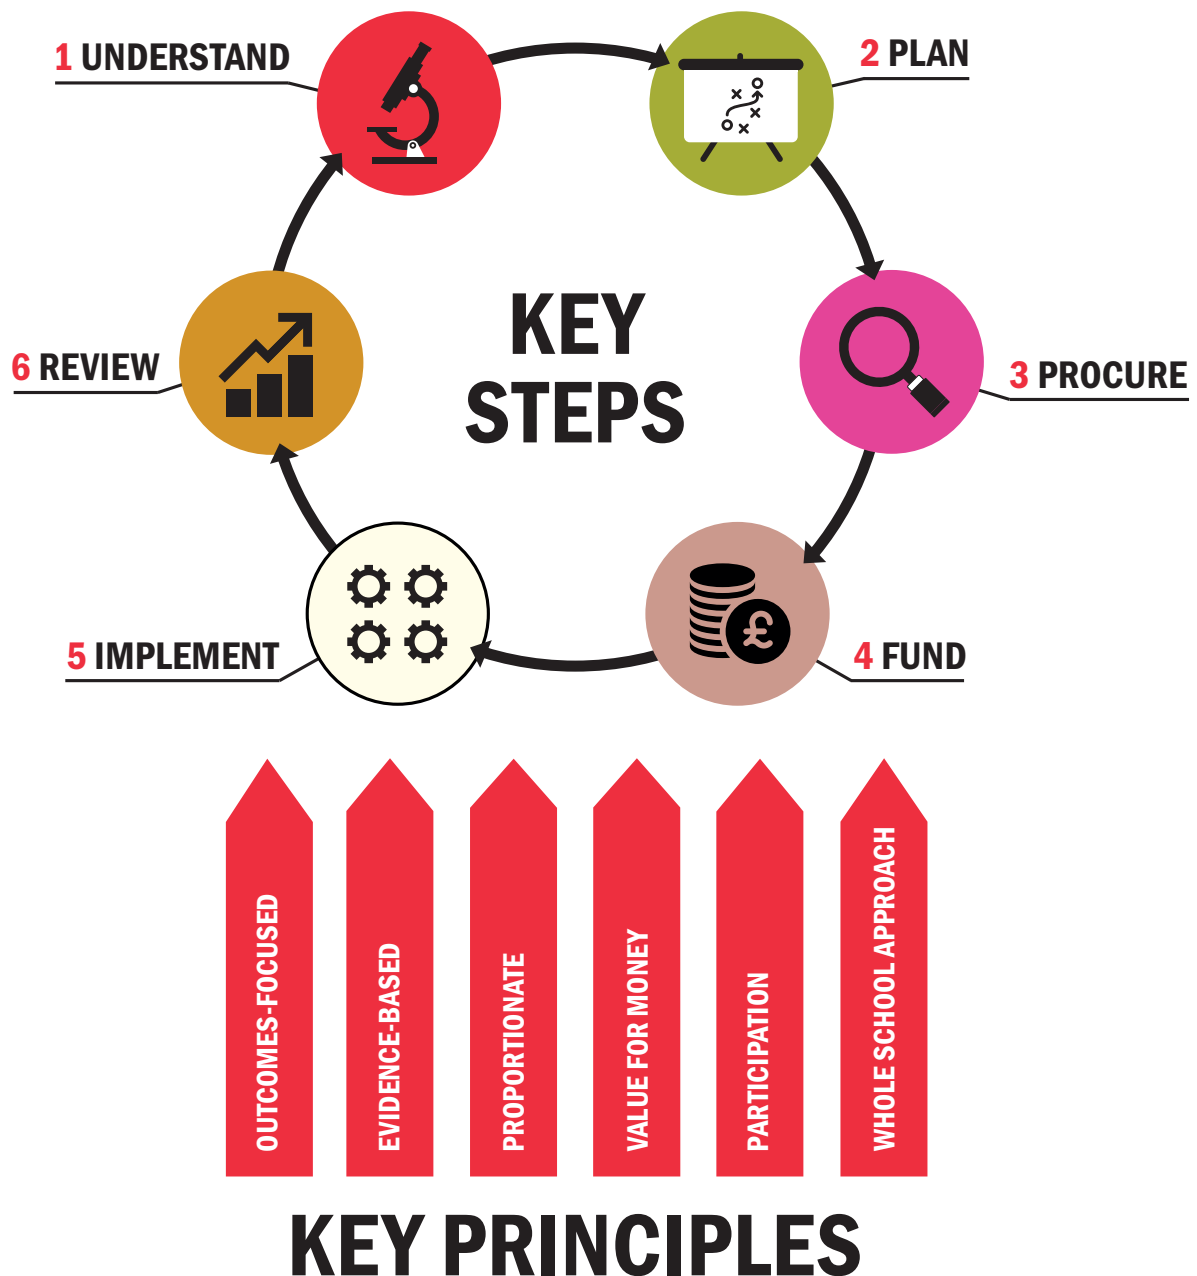 1 UNDERSTAND
2 PLAN
3 PROCURE
4 FUND
5 IMPLEMENT
6 REVIEW
KEY
STEPS
£
OUTCOMES-FOCUSED
EVIDENCE-BASED
PROPORTIONATE
VALUE FOR MONEY
PARTICIPATION
WHOLE SCHOOL APPROACH
KEY PRINCIPLES